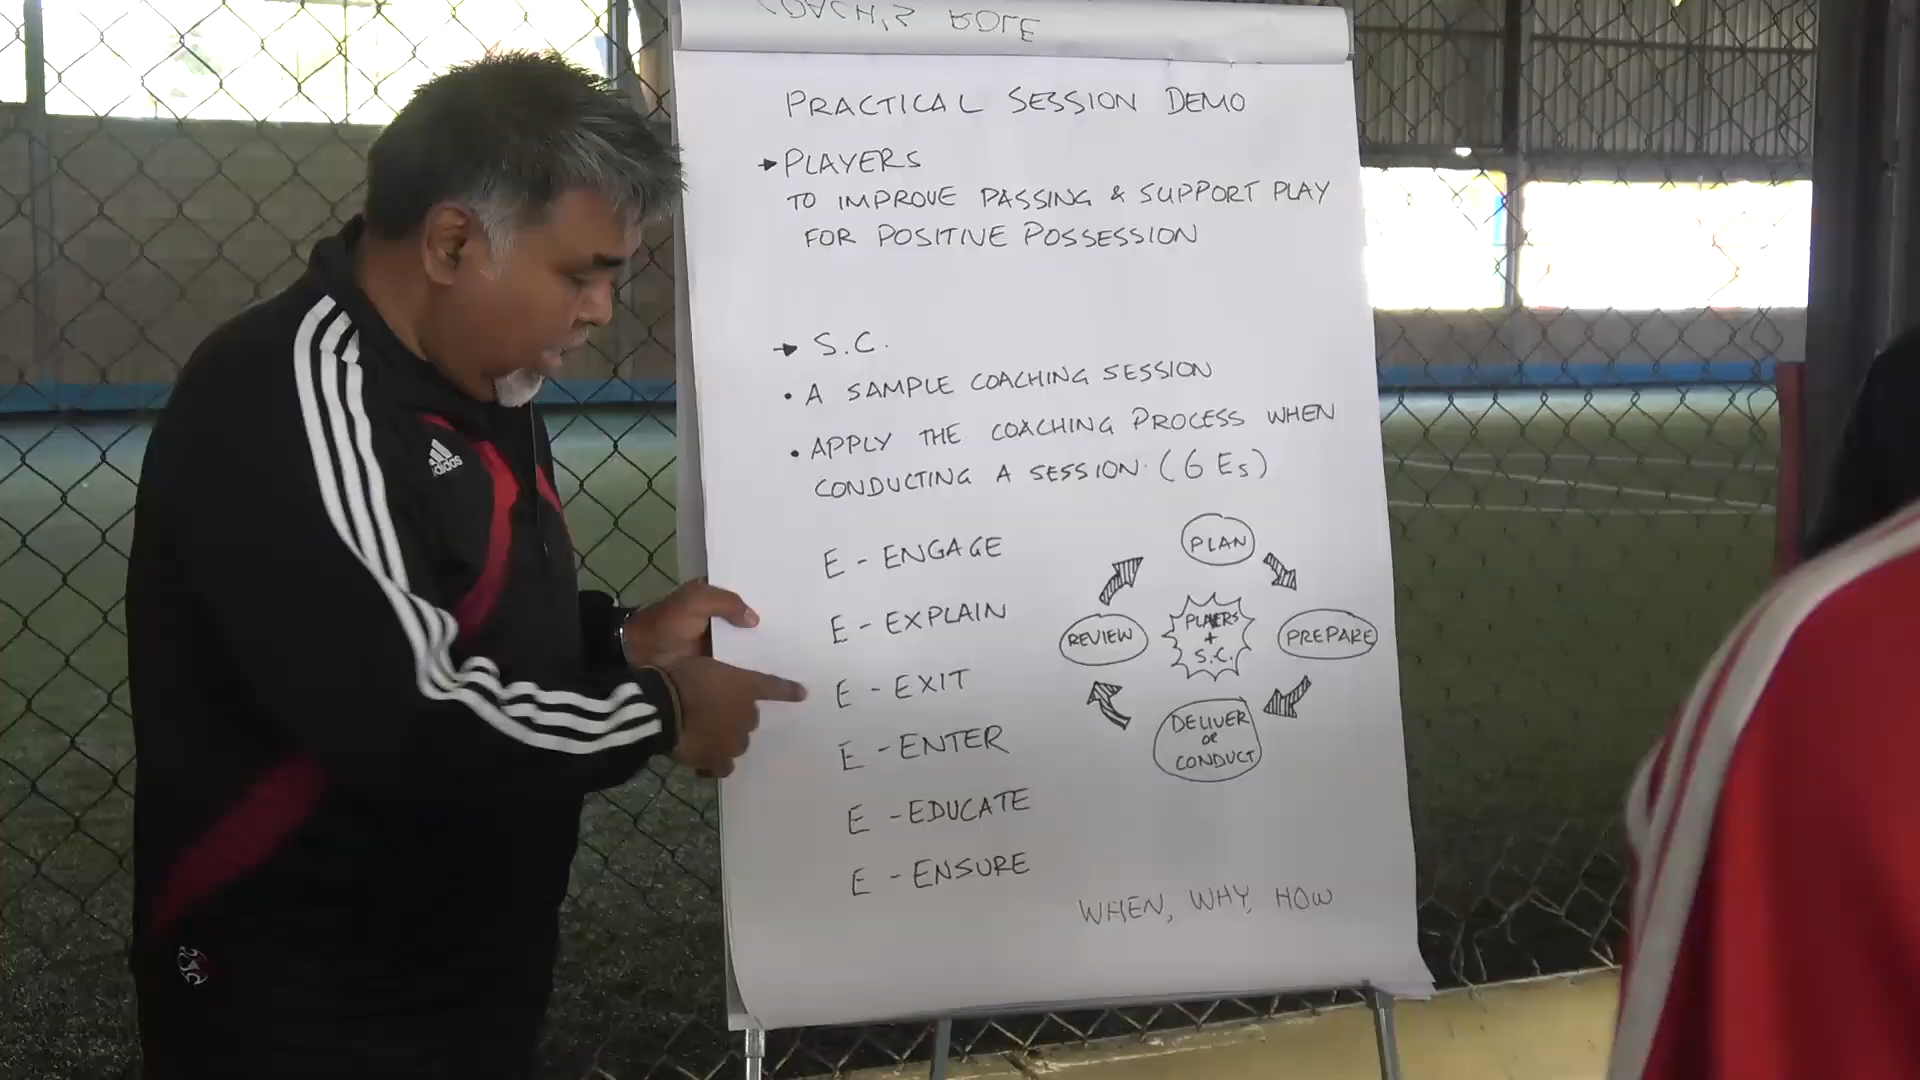 COACH'S ROLE
PRACTICAL SESSION DEMO
→ PLAYERS
TO IMPROVE PASSING & SUPPORT PLAY
FOR POSITIVE POSSESSION
→ S.C.
• A SAMPLE COACHING SESSION
• APPLY THE COACHING PROCESS WHEN
CONDUCTING A SESSION. (6 Es)
E - ENGAGE
E - EXPLAIN
E - EXIT
E - ENTER
E - EDUCATE
E - ENSURE
PLAN
PREPARE
DELIVER
or
CONDUCT
REVIEW
PLAYERS
+
S.C.
WHEN, WHY, HOW
adidas